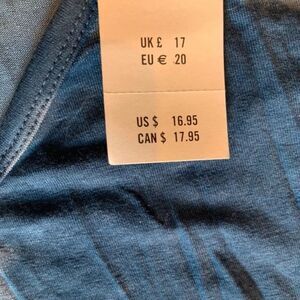 UK £ 17
EU € 20
US $ 16.95
CAN $ 17.95